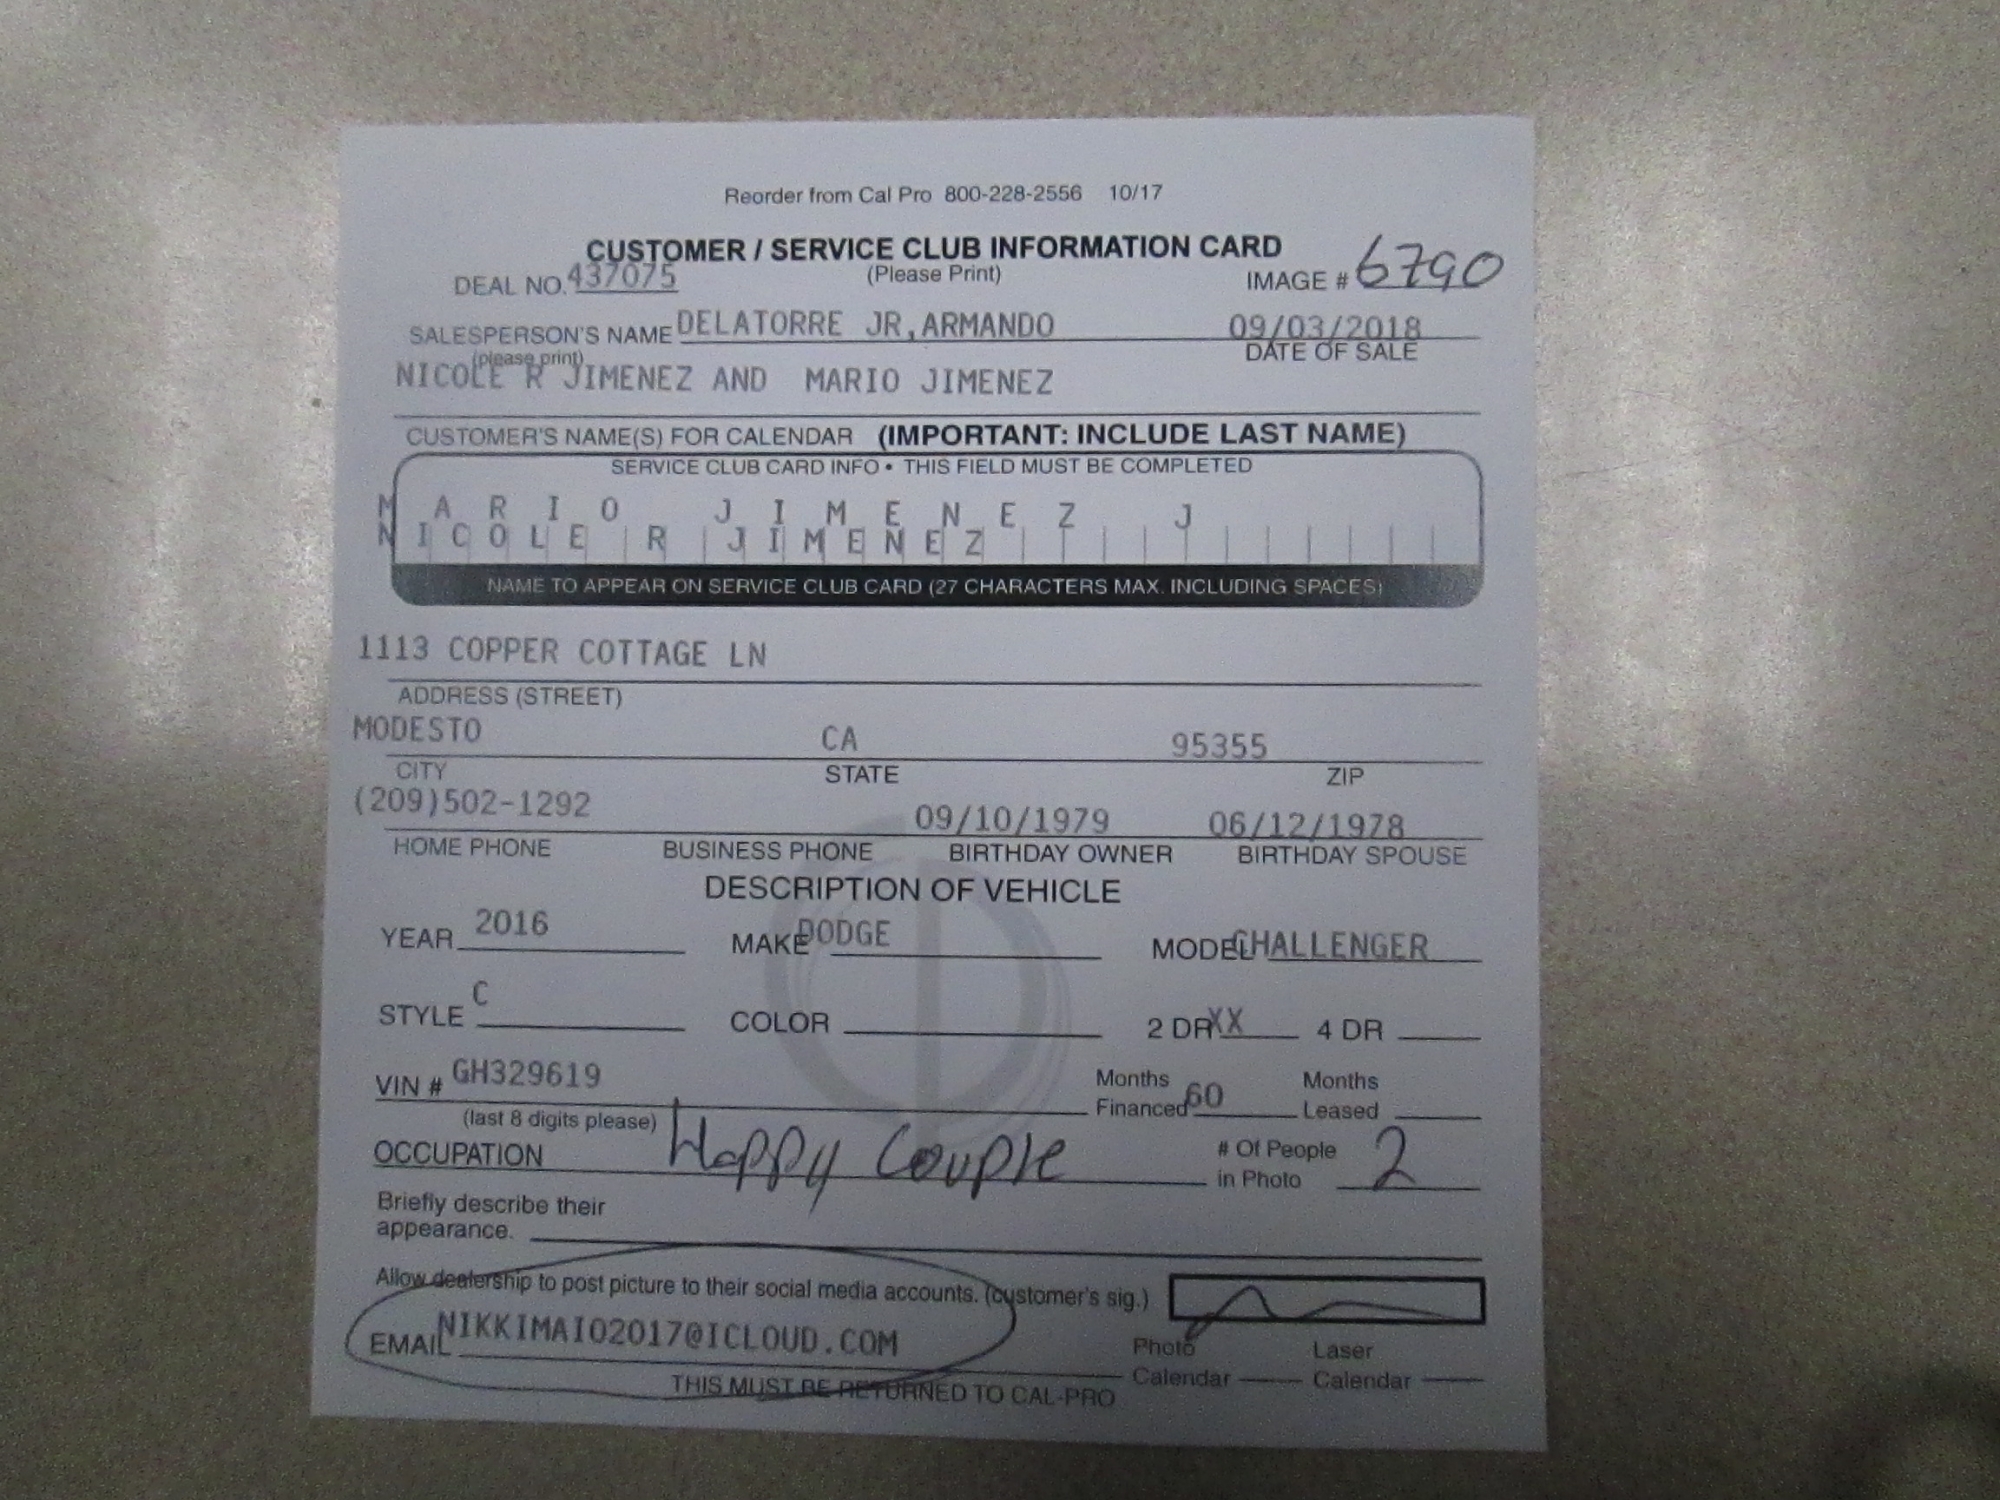 Reorder from Cal Pro 800-228-2556 10/17
CUSTOMER / SERVICE CLUB INFORMATION CARD
DEAL NO. 437075 (Please Print) IMAGE # 6790
SALESPERSON'S NAME DELATORRE JR,ARMANDO 09/03/2018
(please print) DATE OF SALE
NICOLE R JIMENEZ AND MARIO JIMENEZ
CUSTOMER'S NAME(S) FOR CALENDAR (IMPORTANT: INCLUDE LAST NAME)
SERVICE CLUB CARD INFO • THIS FIELD MUST BE COMPLETED
MARIO JIMENEZ J
NICOLE R JIMENEZ
NAME TO APPEAR ON SERVICE CLUB CARD (27 CHARACTERS MAX. INCLUDING SPACES)
1113 COPPER COTTAGE LN
ADDRESS (STREET)
MODESTO CA 95355
CITY STATE ZIP
(209)502-1292 09/10/1979 06/12/1978
HOME PHONE BUSINESS PHONE BIRTHDAY OWNER BIRTHDAY SPOUSE
DESCRIPTION OF VEHICLE
YEAR 2016 MAKE DODGE MODEL CHALLENGER
STYLE C COLOR 2 DR XX 4 DR
VIN # GH329619 Months Financed 60 Months Leased
(last 8 digits please)
OCCUPATION Happy Couple # Of People in Photo 2
Briefly describe their
appearance.
Allow dealership to post picture to their social media accounts. (customer's sig.)
EMAIL NIKKIMAIO2017@ICLOUD.COM Photo Calendar Laser Calendar
THIS MUST BE RETURNED TO CAL-PRO